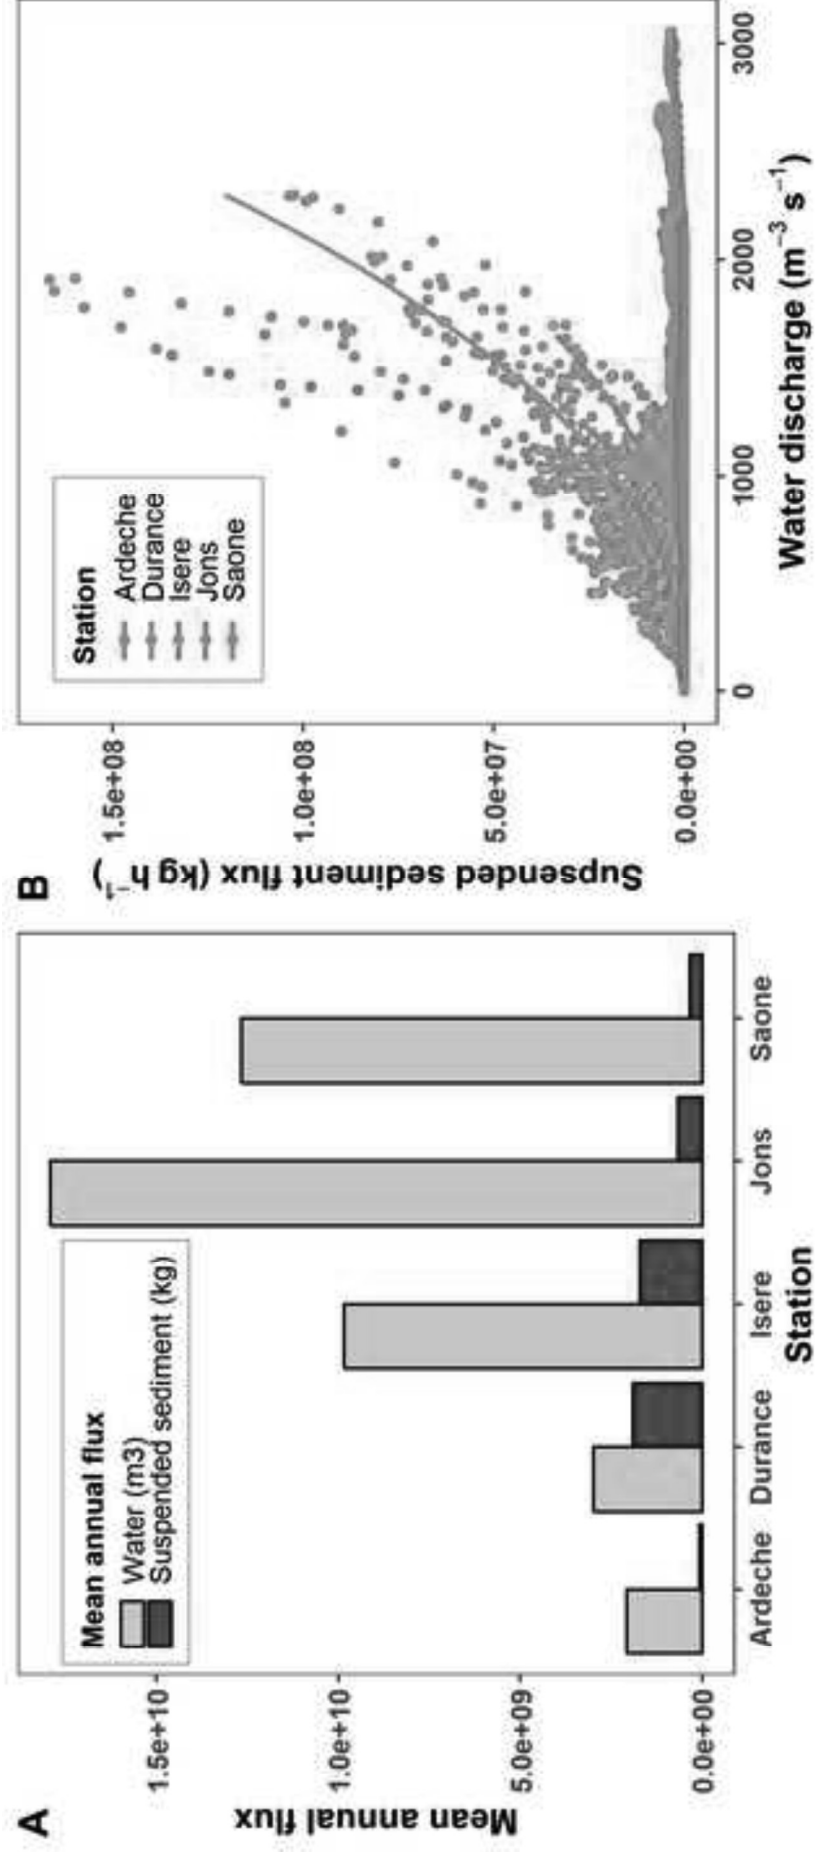 A
Mean annual flux
1.5e+10
1.0e+10
5.0e+09
0.0e+00
Mean annual flux
Water (m3)
Suspended sediment (kg)
Ardeche Durance Isere Jons Saone
Station
B
Supsended sediment flux (kg h⁻¹)
1.5e+08
1.0e+08
5.0e+07
0.0e+00
Station
Ardeche
Durance
Isere
Jons
Saone
0 1000 2000 3000
Water discharge (m⁻³ s⁻¹)